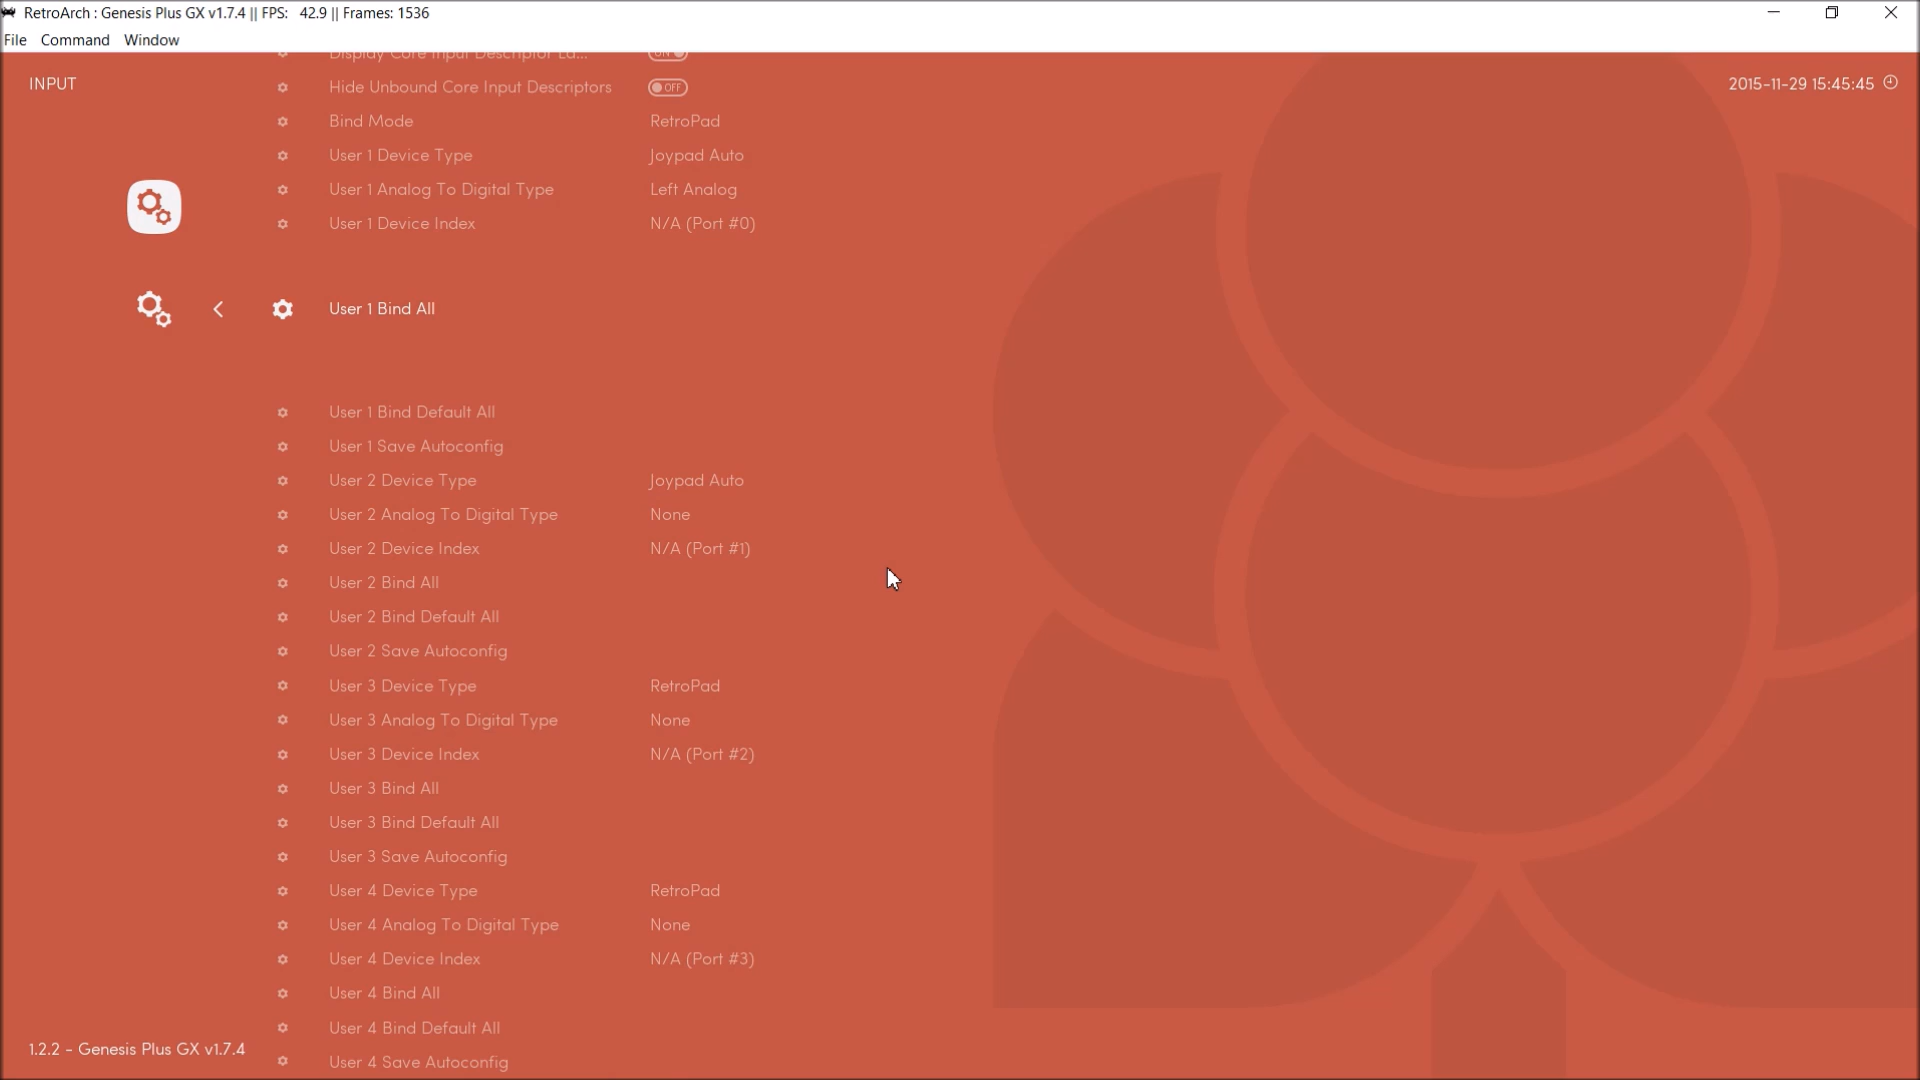 RetroArch : Genesis Plus GX v1.7.4 || FPS: 42.9 || Frames: 1536
File Command Window
Display Core Input Descriptor La...
ON
INPUT
Hide Unbound Core Input Descriptors OFF
2015-11-29 15:45:45
Bind Mode RetroPad
User 1 Device Type Joypad Auto
User 1 Analog To Digital Type Left Analog
User 1 Device Index N/A (Port #0)
User 1 Bind All
User 1 Bind Default All
User 1 Save Autoconfig
User 2 Device Type Joypad Auto
User 2 Analog To Digital Type None
User 2 Device Index N/A (Port #1)
User 2 Bind All
User 2 Bind Default All
User 2 Save Autoconfig
User 3 Device Type RetroPad
User 3 Analog To Digital Type None
User 3 Device Index N/A (Port #2)
User 3 Bind All
User 3 Bind Default All
User 3 Save Autoconfig
User 4 Device Type RetroPad
User 4 Analog To Digital Type None
User 4 Device Index N/A (Port #3)
User 4 Bind All
User 4 Bind Default All
1.2.2 - Genesis Plus GX v1.7.4
User 4 Save Autoconfig